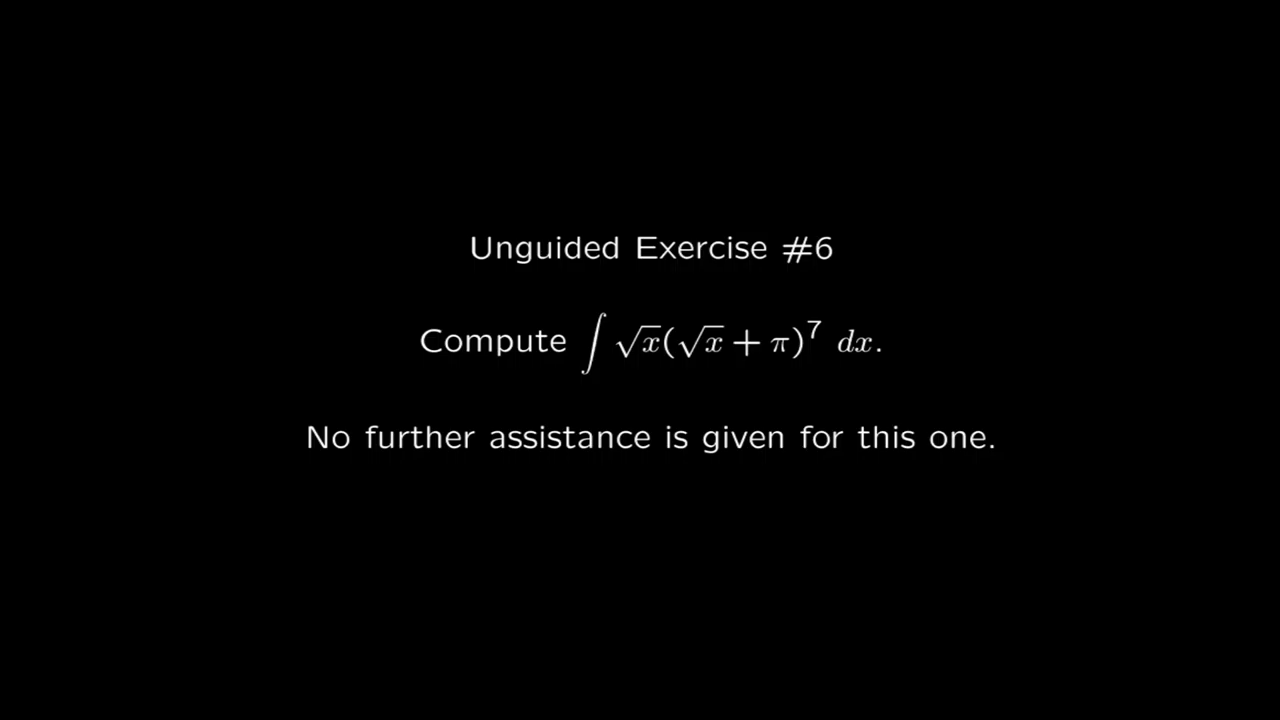 Unguided Exercise #6
Compute ∫ √x(√x + π)⁷ dx.
No further assistance is given for this one.